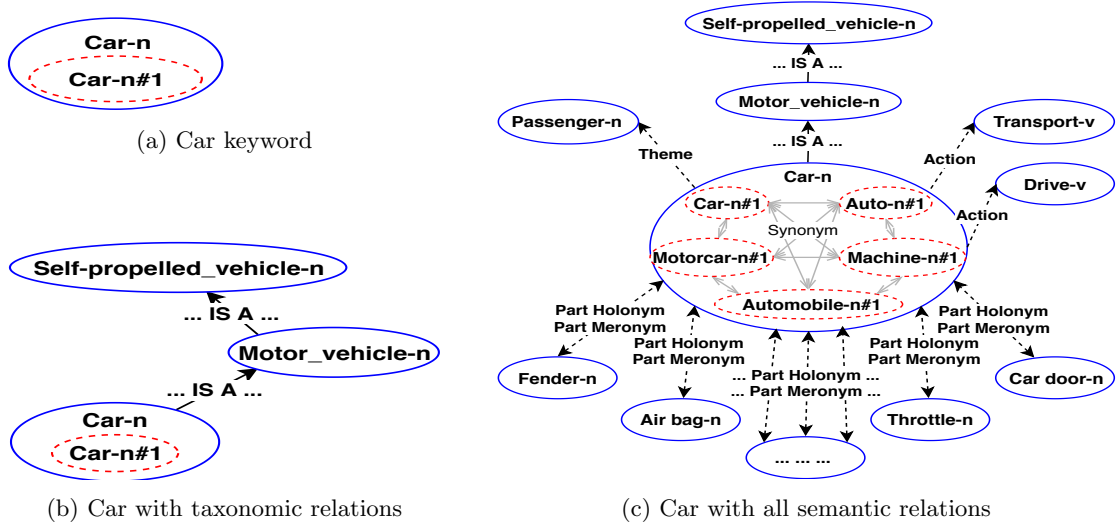 Car-n
Car-n#1
(a) Car keyword
Self-propelled_vehicle-n
... IS A ...
Motor_vehicle-n
... IS A ...
Car-n
Car-n#1
(b) Car with taxonomic relations
Self-propelled_vehicle-n
... IS A ...
Motor_vehicle-n
Passenger-n
Transport-v
... IS A ...
Theme
Action
Car-n
Drive-v
Car-n#1
Auto-n#1
Action
Synonym
Motorcar-n#1
Machine-n#1
Automobile-n#1
Part Holonym
Part Meronym
Part Holonym
Part Meronym
Part Holonym
Part Meronym
Part Holonym
Part Meronym
... Part Holonym ...
... Part Meronym ...
Fender-n
Car door-n
Air bag-n
Throttle-n
... ... ...
(c) Car with all semantic relations